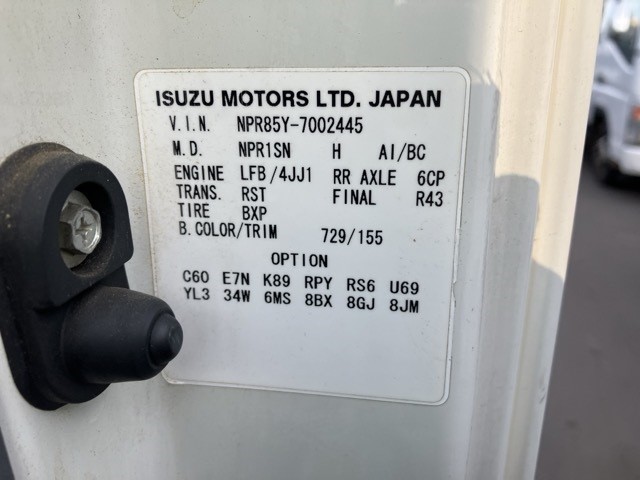 ISUZU MOTORS LTD. JAPAN
V.I.N. NPR85Y-7002445
M.D. NPR1SN H AI/BC
ENGINE LFB/4JJ1 RR AXLE 6CP
TRANS. RST FINAL R43
TIRE BXP
B.COLOR/TRIM 729/155
OPTION
C60 E7N K89 RPY RS6 U69
YL3 34W 6MS 8BX 8GJ 8JM